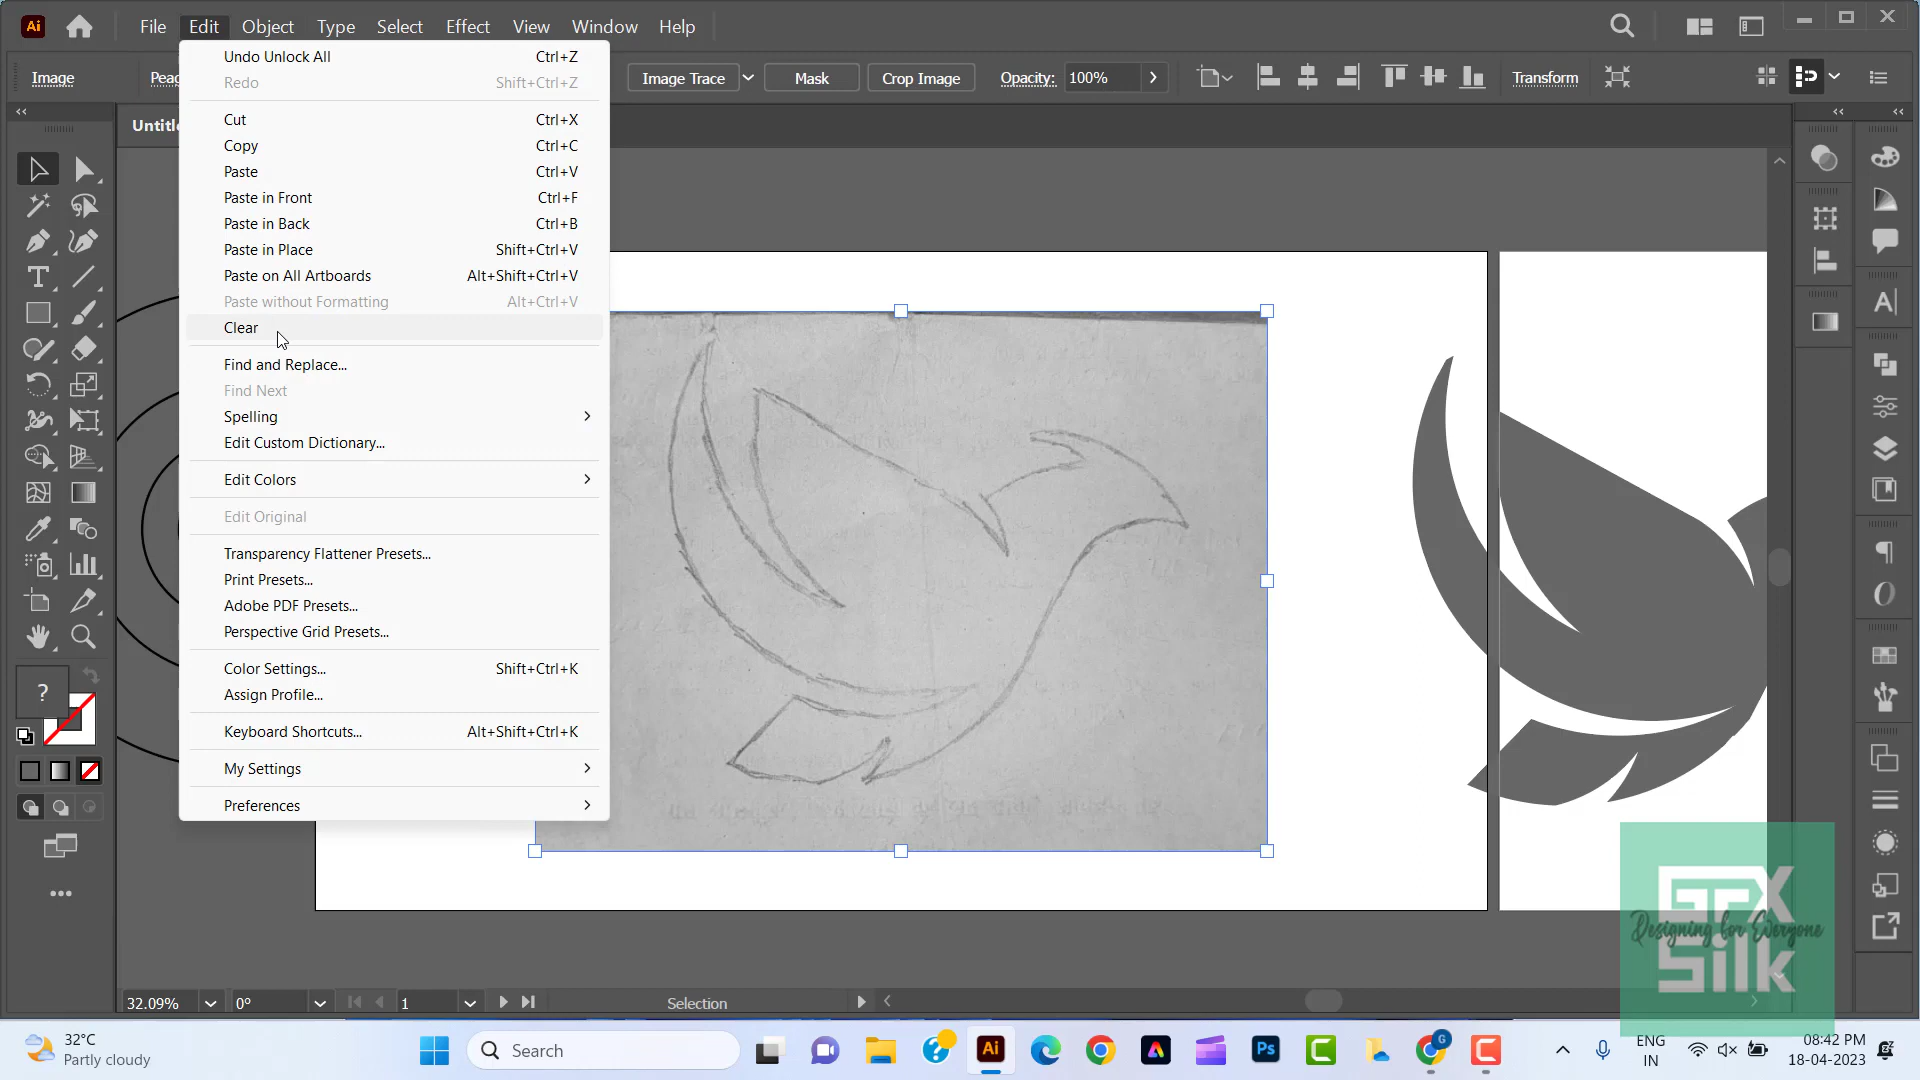 File Edit Object Type Select Effect View Window Help
Image
Image Trace Mask Crop Image Opacity: 100% Transform
Undo Unlock All Ctrl+Z
Redo Shift+Ctrl+Z
Cut Ctrl+X
Copy Ctrl+C
Paste Ctrl+V
Paste in Front Ctrl+F
Paste in Back Ctrl+B
Paste in Place Shift+Ctrl+V
Paste on All Artboards Alt+Shift+Ctrl+V
Paste without Formatting Alt+Ctrl+V
Clear
Find and Replace...
Find Next
Spelling
Edit Custom Dictionary...
Edit Colors
Edit Original
Transparency Flattener Presets...
Print Presets...
Adobe PDF Presets...
Perspective Grid Presets...
Color Settings... Shift+Ctrl+K
Assign Profile...
Keyboard Shortcuts... Alt+Shift+Ctrl+K
My Settings
Preferences
GFX
Designing for Everyone
Silk
32.09% 0° 1 Selection
32°C
Partly cloudy
Search
ENG
IN
08:42 PM
18-04-2023